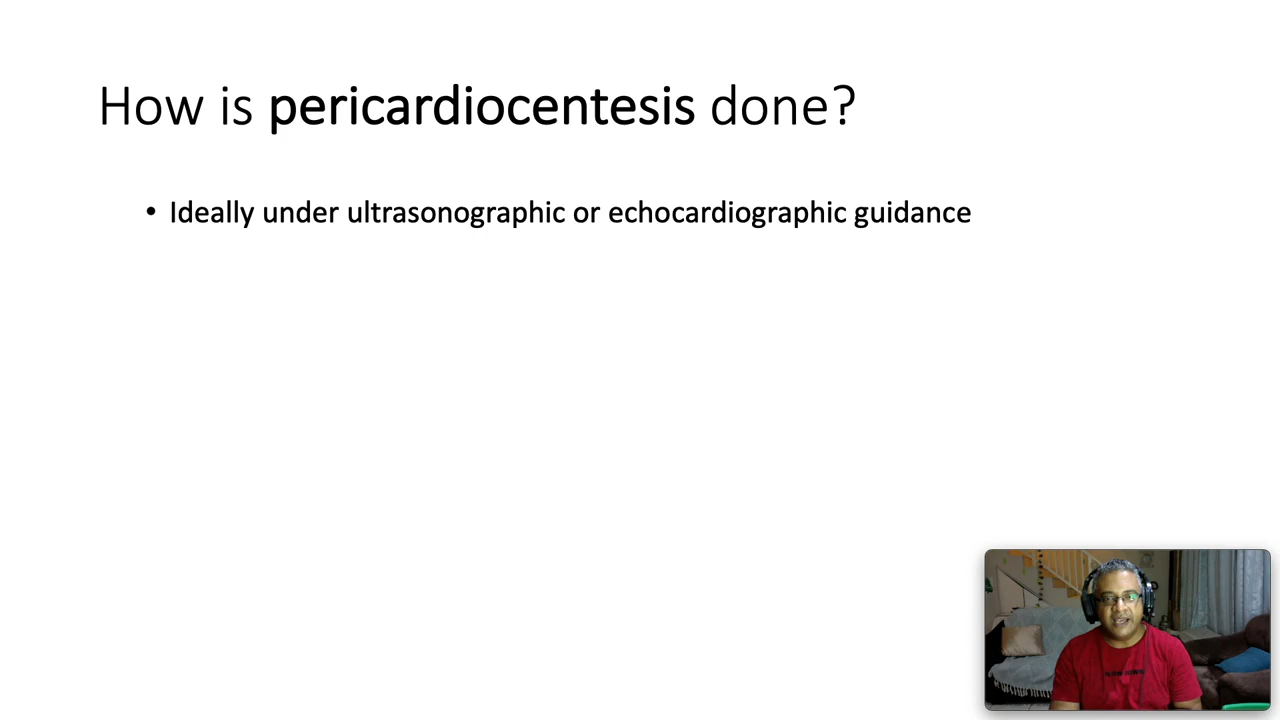 How is pericardiocentesis done?
• Ideally under ultrasonographic or echocardiographic guidance